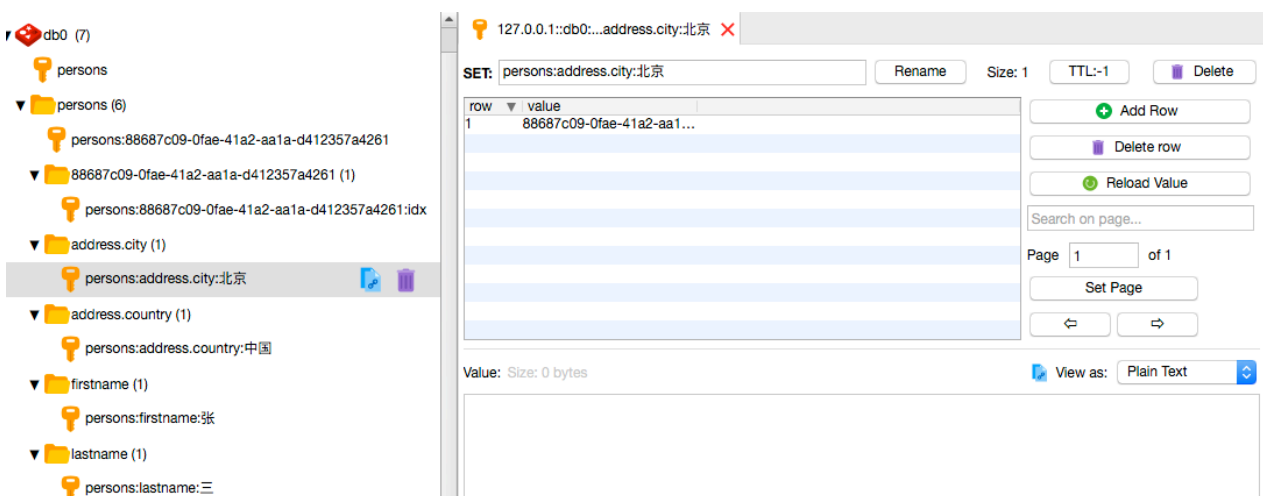 db0 (7)
persons
persons (6)
persons:88687c09-0fae-41a2-aa1a-d412357a4261
88687c09-0fae-41a2-aa1a-d412357a4261 (1)
persons:88687c09-0fae-41a2-aa1a-d412357a4261:idx
address.city (1)
persons:address.city:北京
address.country (1)
persons:address.country:中国
firstname (1)
persons:firstname:张
lastname (1)
persons:lastname:三
127.0.0.1::db0:...address.city:北京
SET: persons:address.city:北京 Rename Size: 1 TTL:-1 Delete
row value
1 88687c09-0fae-41a2-aa1...
Add Row
Delete row
Reload Value
Search on page...
Page 1 of 1
Set Page
Value: Size: 0 bytes View as: Plain Text